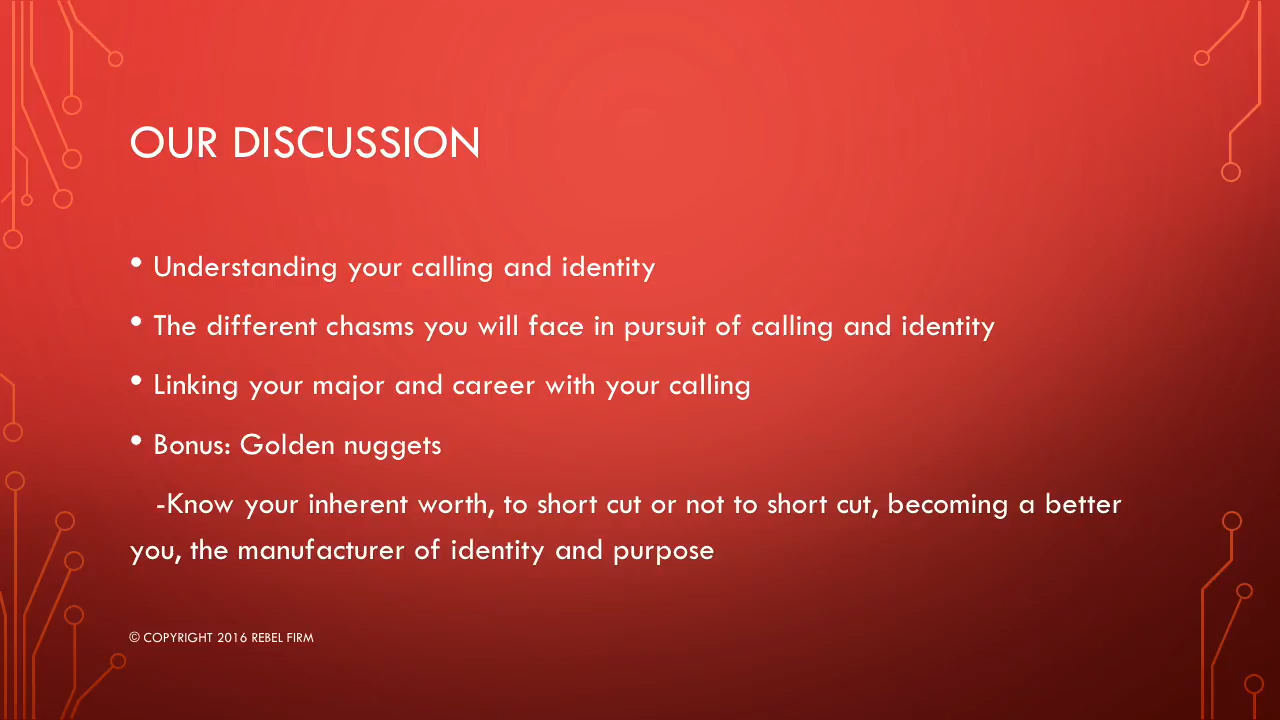 OUR DISCUSSION
• Understanding your calling and identity
• The different chasms you will face in pursuit of calling and identity
• Linking your major and career with your calling
• Bonus: Golden nuggets
-Know your inherent worth, to short cut or not to short cut, becoming a better
you, the manufacturer of identity and purpose
© COPYRIGHT 2016 REBEL FIRM